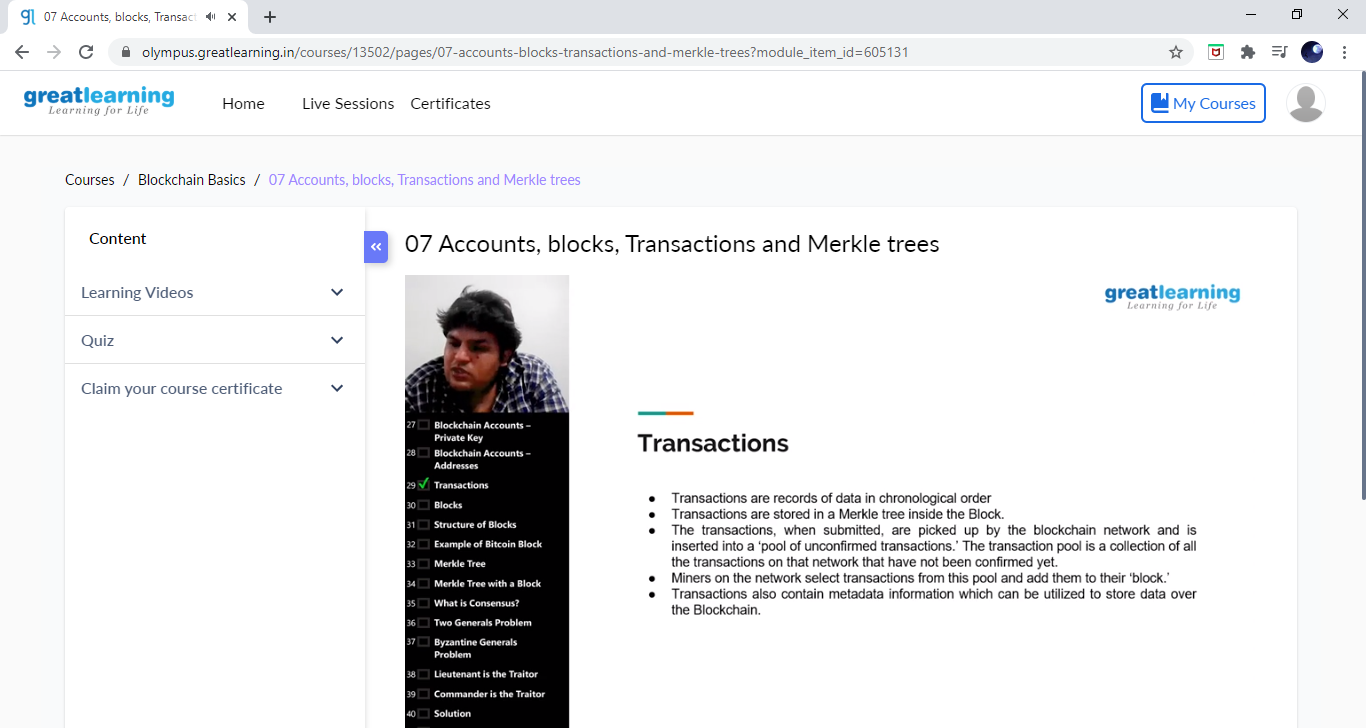 07 Accounts, blocks, Transact
olympus.greatlearning.in/courses/13502/pages/07-accounts-blocks-transactions-and-merkle-trees?module_item_id=605131
greatlearning
Learning for Life
Home
Live Sessions
Certificates
My Courses
Courses / Blockchain Basics / 07 Accounts, blocks, Transactions and Merkle trees
Content
Learning Videos
Quiz
Claim your course certificate
07 Accounts, blocks, Transactions and Merkle trees
27 Blockchain Accounts –
Private Key
28 Blockchain Accounts –
Addresses
29 Transactions
30 Blocks
31 Structure of Blocks
32 Example of Bitcoin Block
33 Merkle Tree
34 Merkle Tree with a Block
35 What is Consensus?
36 Two Generals Problem
37 Byzantine Generals
Problem
38 Lieutenant is the Traitor
39 Commander is the Traitor
40 Solution
greatlearning
Learning for Life
Transactions
● Transactions are records of data in chronological order
● Transactions are stored in a Merkle tree inside the Block.
● The transactions, when submitted, are picked up by the blockchain network and is
inserted into a ‘pool of unconfirmed transactions.’ The transaction pool is a collection of all
the transactions on that network that have not been confirmed yet.
● Miners on the network select transactions from this pool and add them to their ‘block.’
● Transactions also contain metadata information which can be utilized to store data over
the Blockchain.